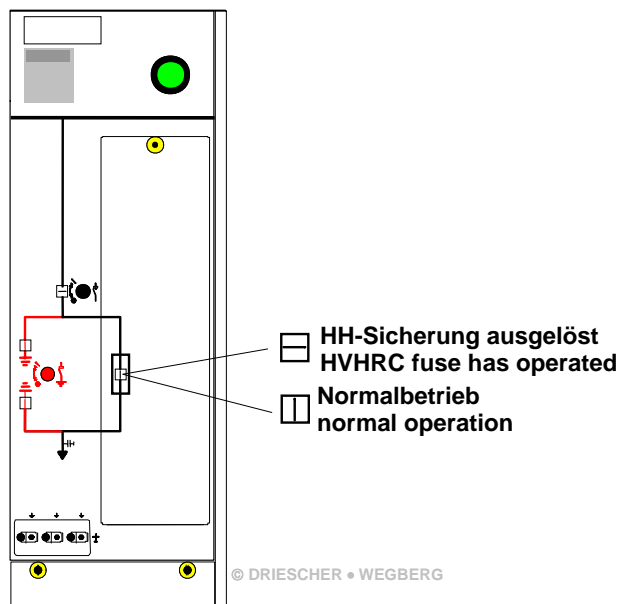 HH-Sicherung ausgelöst
HVHRC fuse has operated
Normalbetrieb
normal operation
© DRIESCHER • WEGBERG